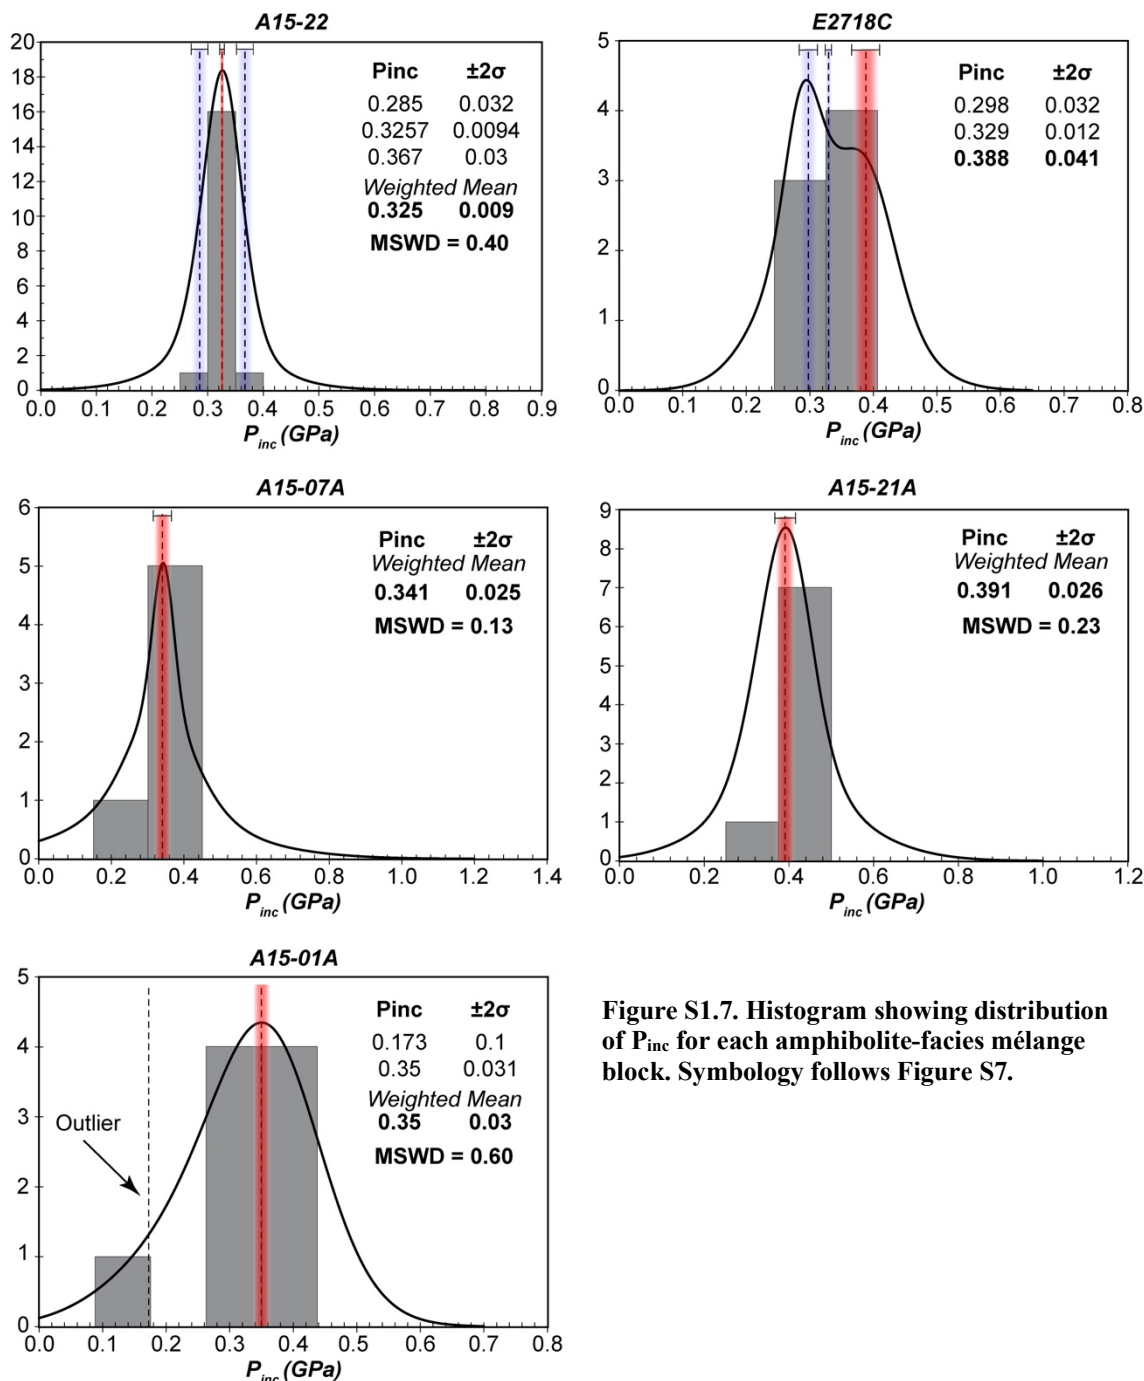 A15-22
20
18
16
14
12
10
8
6
4
2
0
0.0 0.1 0.2 0.3 0.4 0.5 0.6 0.7 0.8 0.9
Pinc (GPa)
Pinc ±2σ
0.285 0.032
0.3257 0.0094
0.367 0.03
Weighted Mean
0.325 0.009
MSWD = 0.40
E2718C
5
4
3
2
1
0
0.0 0.1 0.2 0.3 0.4 0.5 0.6 0.7 0.8
Pinc (GPa)
Pinc ±2σ
0.298 0.032
0.329 0.012
0.388 0.041
A15-07A
6
5
4
3
2
1
0
0.0 0.2 0.4 0.6 0.8 1.0 1.2 1.4
Pinc (GPa)
Pinc ±2σ
Weighted Mean
0.341 0.025
MSWD = 0.13
A15-21A
9
8
7
6
5
4
3
2
1
0
0.0 0.2 0.4 0.6 0.8 1.0 1.2
Pinc (GPa)
Pinc ±2σ
Weighted Mean
0.391 0.026
MSWD = 0.23
A15-01A
5
4
3
2
1
0
0.0 0.1 0.2 0.3 0.4 0.5 0.6 0.7 0.8
Pinc (GPa)
Outlier
Pinc ±2σ
0.173 0.1
0.35 0.031
Weighted Mean
0.35 0.03
MSWD = 0.60
Figure S1.7. Histogram showing distribution
of Pinc for each amphibolite-facies mélange
block. Symbology follows Figure S7.